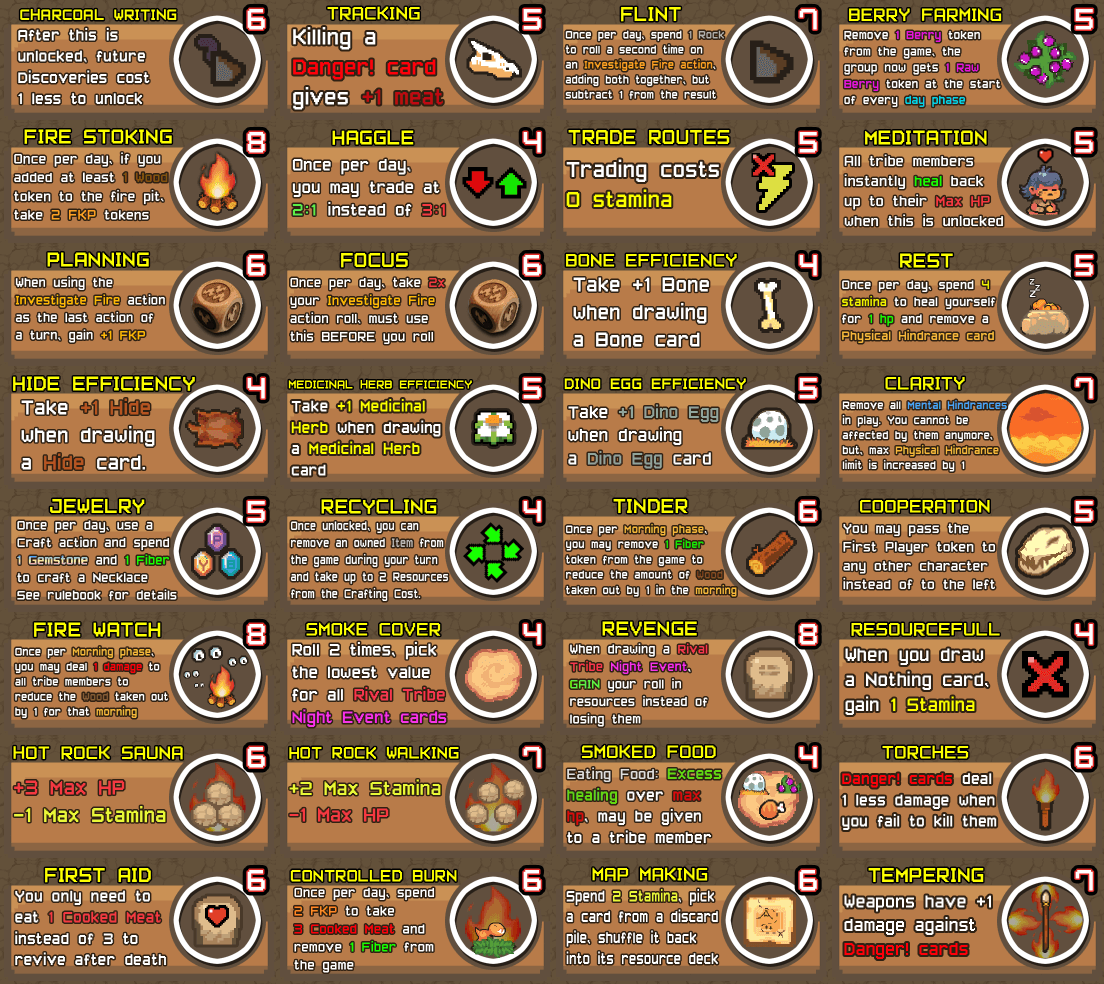 CHARCOAL WRITING
6
After this is
unlocked, future
Discoveries cost
1 less to unlock
TRACKING
5
Killing a
Danger! card
gives +1 meat
FLINT
7
Once per day, spend 1 Rock
to roll a second time on
an Investigate Fire action,
adding both together, but
subtract 1 from the result
BERRY FARMING
5
Remove 1 Berry token
from the game, the
group now gets 1 Raw
Berry token at the start
of every day phase
FIRE STOKING
8
Once per day, if you
added at least 1 Wood
token to the fire pit,
take 2 FKP tokens
HAGGLE
4
Once per day,
you may trade at
2:1 instead of 3:1
TRADE ROUTES
5
Trading costs
0 stamina
MEDITATION
5
All tribe members
instantly heal back
up to their Max HP
when this is unlocked
PLANNING
6
When using the
Investigate Fire action
as the last action of
a turn, gain +1 FKP
FOCUS
6
Once per day, take 2x
your Investigate Fire
action roll, must use
this BEFORE you roll
BONE EFFICIENCY
4
Take +1 Bone
when drawing
a Bone card
REST
5
Once per day, spend 4
stamina to heal yourself
for 1 hp and remove a
Physical Hindrance card
HIDE EFFICIENCY
4
Take +1 Hide
when drawing
a Hide card.
MEDICINAL HERB EFFICIENCY
5
Take +1 Medicinal
Herb when drawing
a Medicinal Herb
card
DINO EGG EFFICIENCY
5
Take +1 Dino Egg
when drawing
a Dino Egg card
CLARITY
7
Remove all Mental Hindrances
in play. You cannot be
affected by them anymore,
but, max Physical Hindrance
limit is increased by 1
JEWELRY
5
Once per day, use a
Craft action and spend
1 Gemstone and 1 Fiber
to craft a Necklace
See rulebook for details
RECYCLING
4
Once unlocked, you can
remove an owned Item from
the game during your turn
and take up to 2 Resources
from the Crafting Cost.
TINDER
6
Once per Morning phase,
you may remove 1 Fiber
token from the game to
reduce the amount of Wood
taken out by 1 in the morning
COOPERATION
5
You may pass the
First Player token to
any other character
instead of to the left
FIRE WATCH
8
Once per Morning phase,
you may deal 1 damage to
all tribe members to
reduce the Wood taken out
by 1 for that morning
SMOKE COVER
4
Roll 2 times, pick
the lowest value
for all Rival Tribe
Night Event cards
REVENGE
8
When drawing a Rival
Tribe Night Event,
GAIN your roll in
resources instead of
losing them
RESOURCEFULL
4
When you draw
a Nothing card,
gain 1 Stamina
HOT ROCK SAUNA
6
+3 Max HP
-1 Max Stamina
HOT ROCK WALKING
7
+2 Max Stamina
-1 Max HP
SMOKED FOOD
4
Eating Food: Excess
healing over max
hp, may be given
to a tribe member
TORCHES
6
Danger! cards deal
1 less damage when
you fail to kill them
FIRST AID
6
You only need to
eat 1 Cooked Meat
instead of 3 to
revive after death
CONTROLLED BURN
6
Once per day, spend
2 FKP to take
3 Cooked Meat and
remove 1 Fiber from
the game
MAP MAKING
6
Spend 2 Stamina, pick
a card from a discard
pile, shuffle it back
into its resource deck
TEMPERING
7
Weapons have +1
damage against
Danger! cards